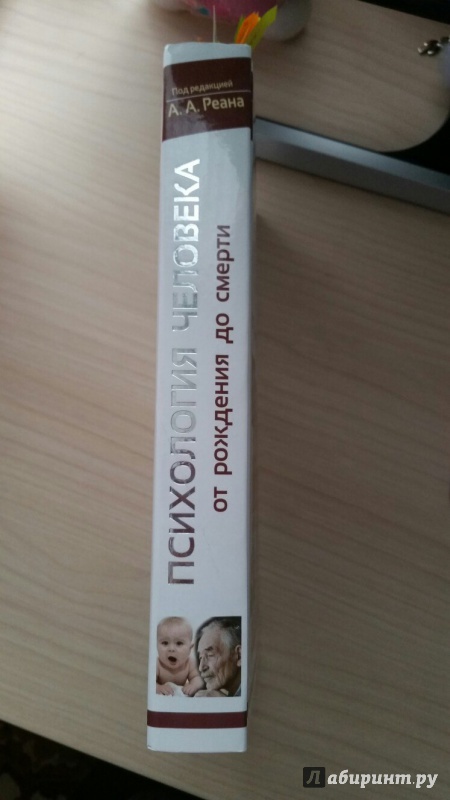 Под редакцией
А. А. Реана
ПСИХОЛОГИЯ ЧЕЛОВЕКА
от рождения до смерти
Лабиринт.ру